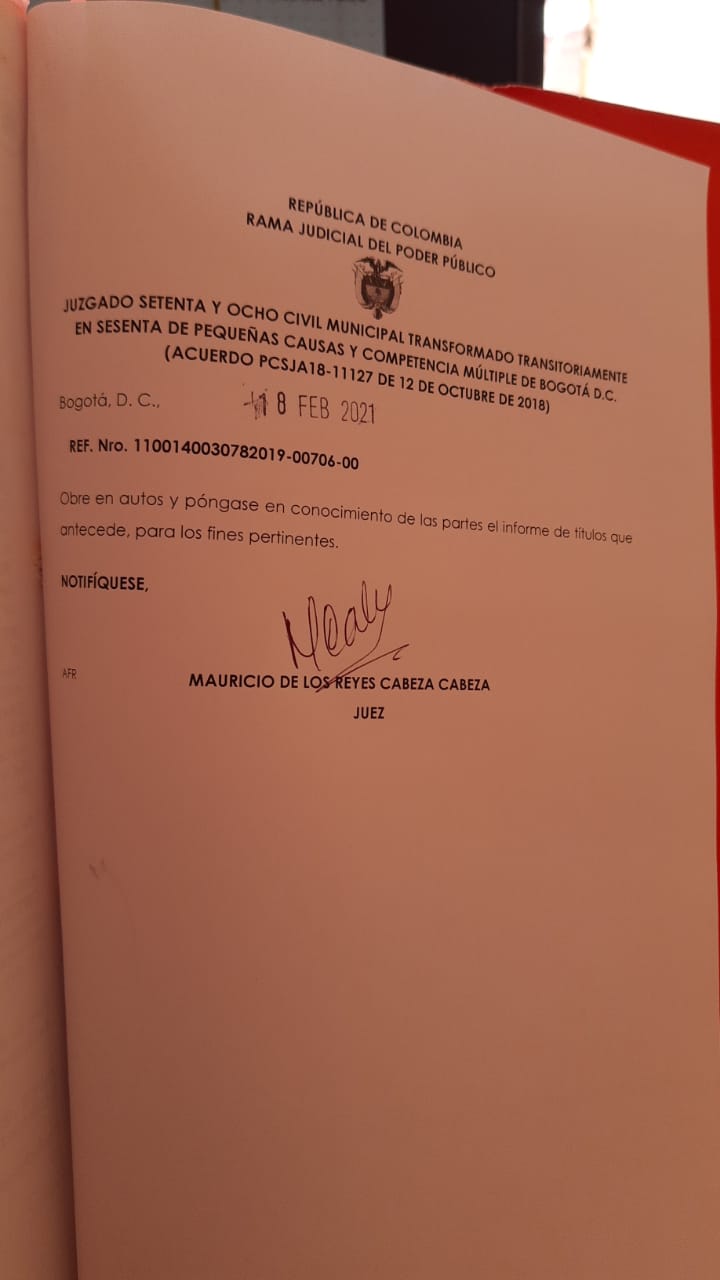 REPÚBLICA DE COLOMBIA
RAMA JUDICIAL DEL PODER PÚBLICO
JUZGADO SETENTA Y OCHO CIVIL MUNICIPAL TRANSFORMADO TRANSITORIAMENTE
EN SESENTA DE PEQUEÑAS CAUSAS Y COMPETENCIA MÚLTIPLE DE BOGOTÁ D.C.
(ACUERDO PCSJA18-11127 DE 12 DE OCTUBRE DE 2018)
Bogotá, D. C., 18 FEB 2021
REF. Nro. 1100140030782019-00706-00
Obre en autos y póngase en conocimiento de las partes el informe de títulos que
antecede, para los fines pertinentes.
NOTIFÍQUESE,
AFR
MAURICIO DE LOS REYES CABEZA CABEZA
JUEZ